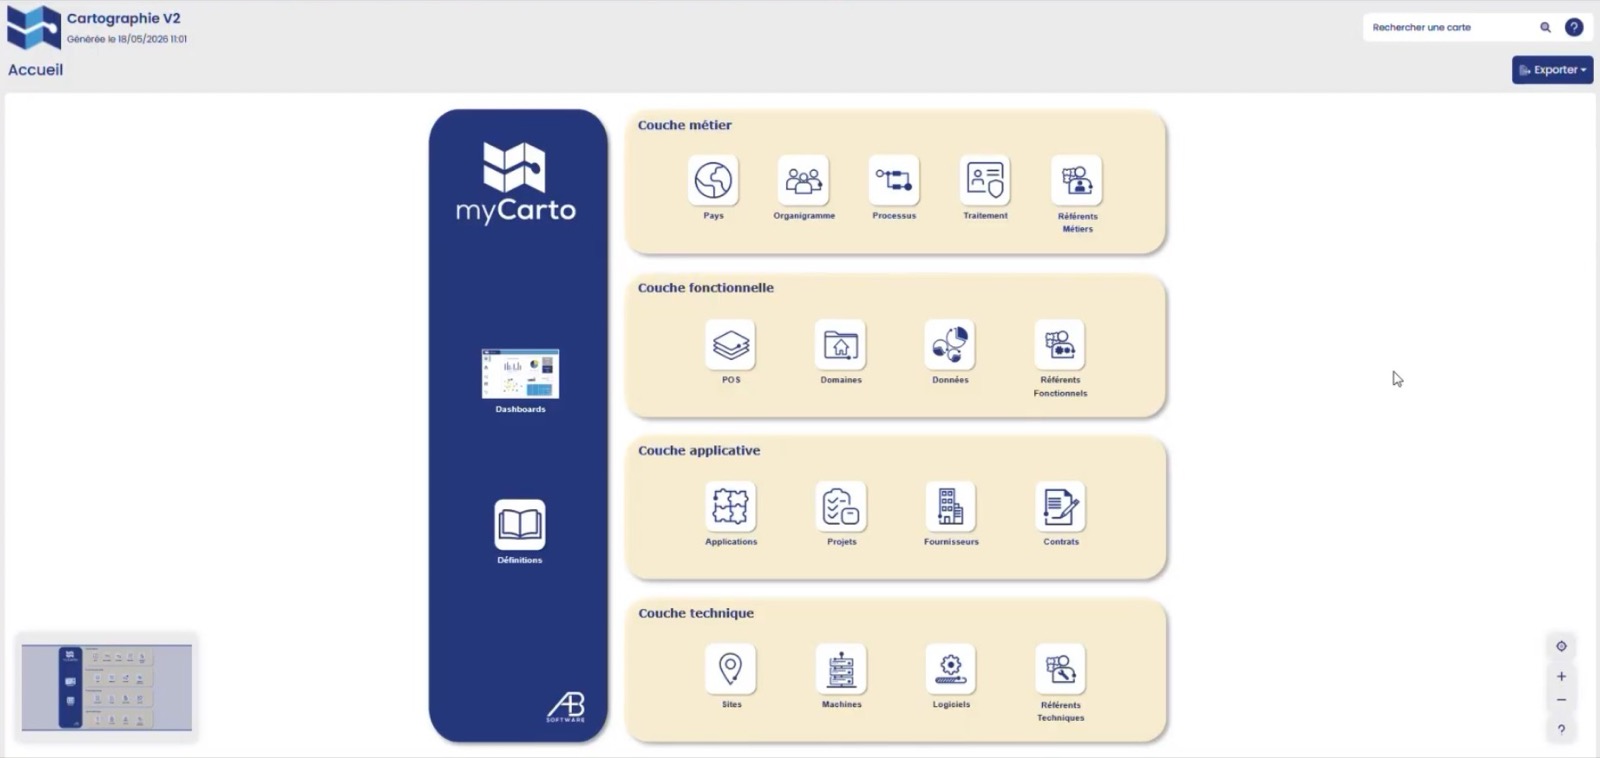 Cartographie V2
Générée le 18/05/2026 11:01
Rechercher une carte
?
Accueil
Exporter
myCarto
Dashboards
Définitions
AB
SOFTWARE
Couche métier
Pays
Organigramme
Processus
Traitement
Référents
Métiers
Couche fonctionnelle
POS
Domaines
Données
Référents
Fonctionnels
Couche applicative
Applications
Projets
Fournisseurs
Contrats
Couche technique
Sites
Machines
Logiciels
Référents
Techniques
+
−
?